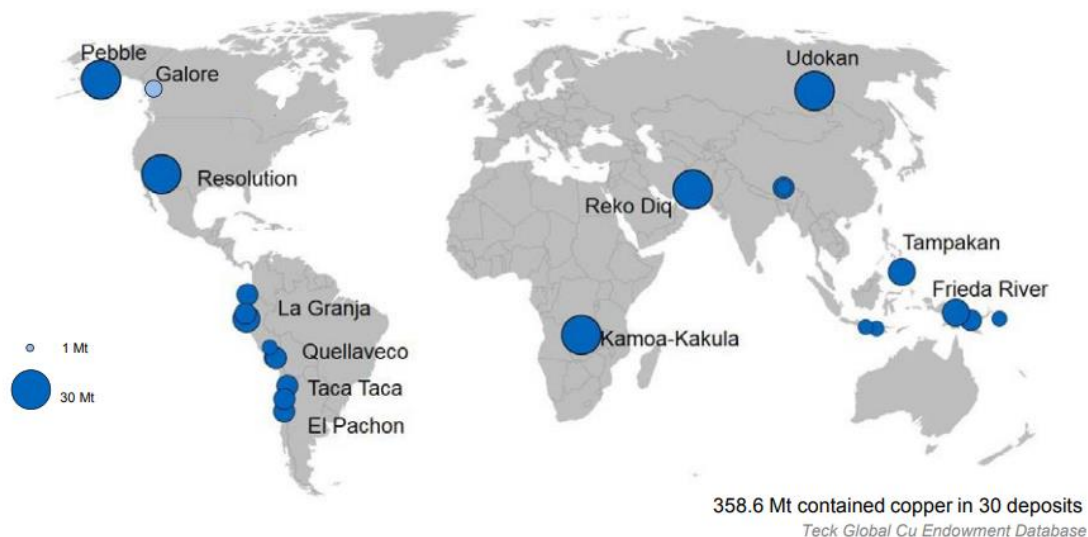 Pebble
Galore
Udokan
Resolution
Reko Diq
Tampakan
Frieda River
La Granja
Kamoa-Kakula
1 Mt
Quellaveco
Taca Taca
30 Mt
El Pachon
358.6 Mt contained copper in 30 deposits
Teck Global Cu Endowment Database